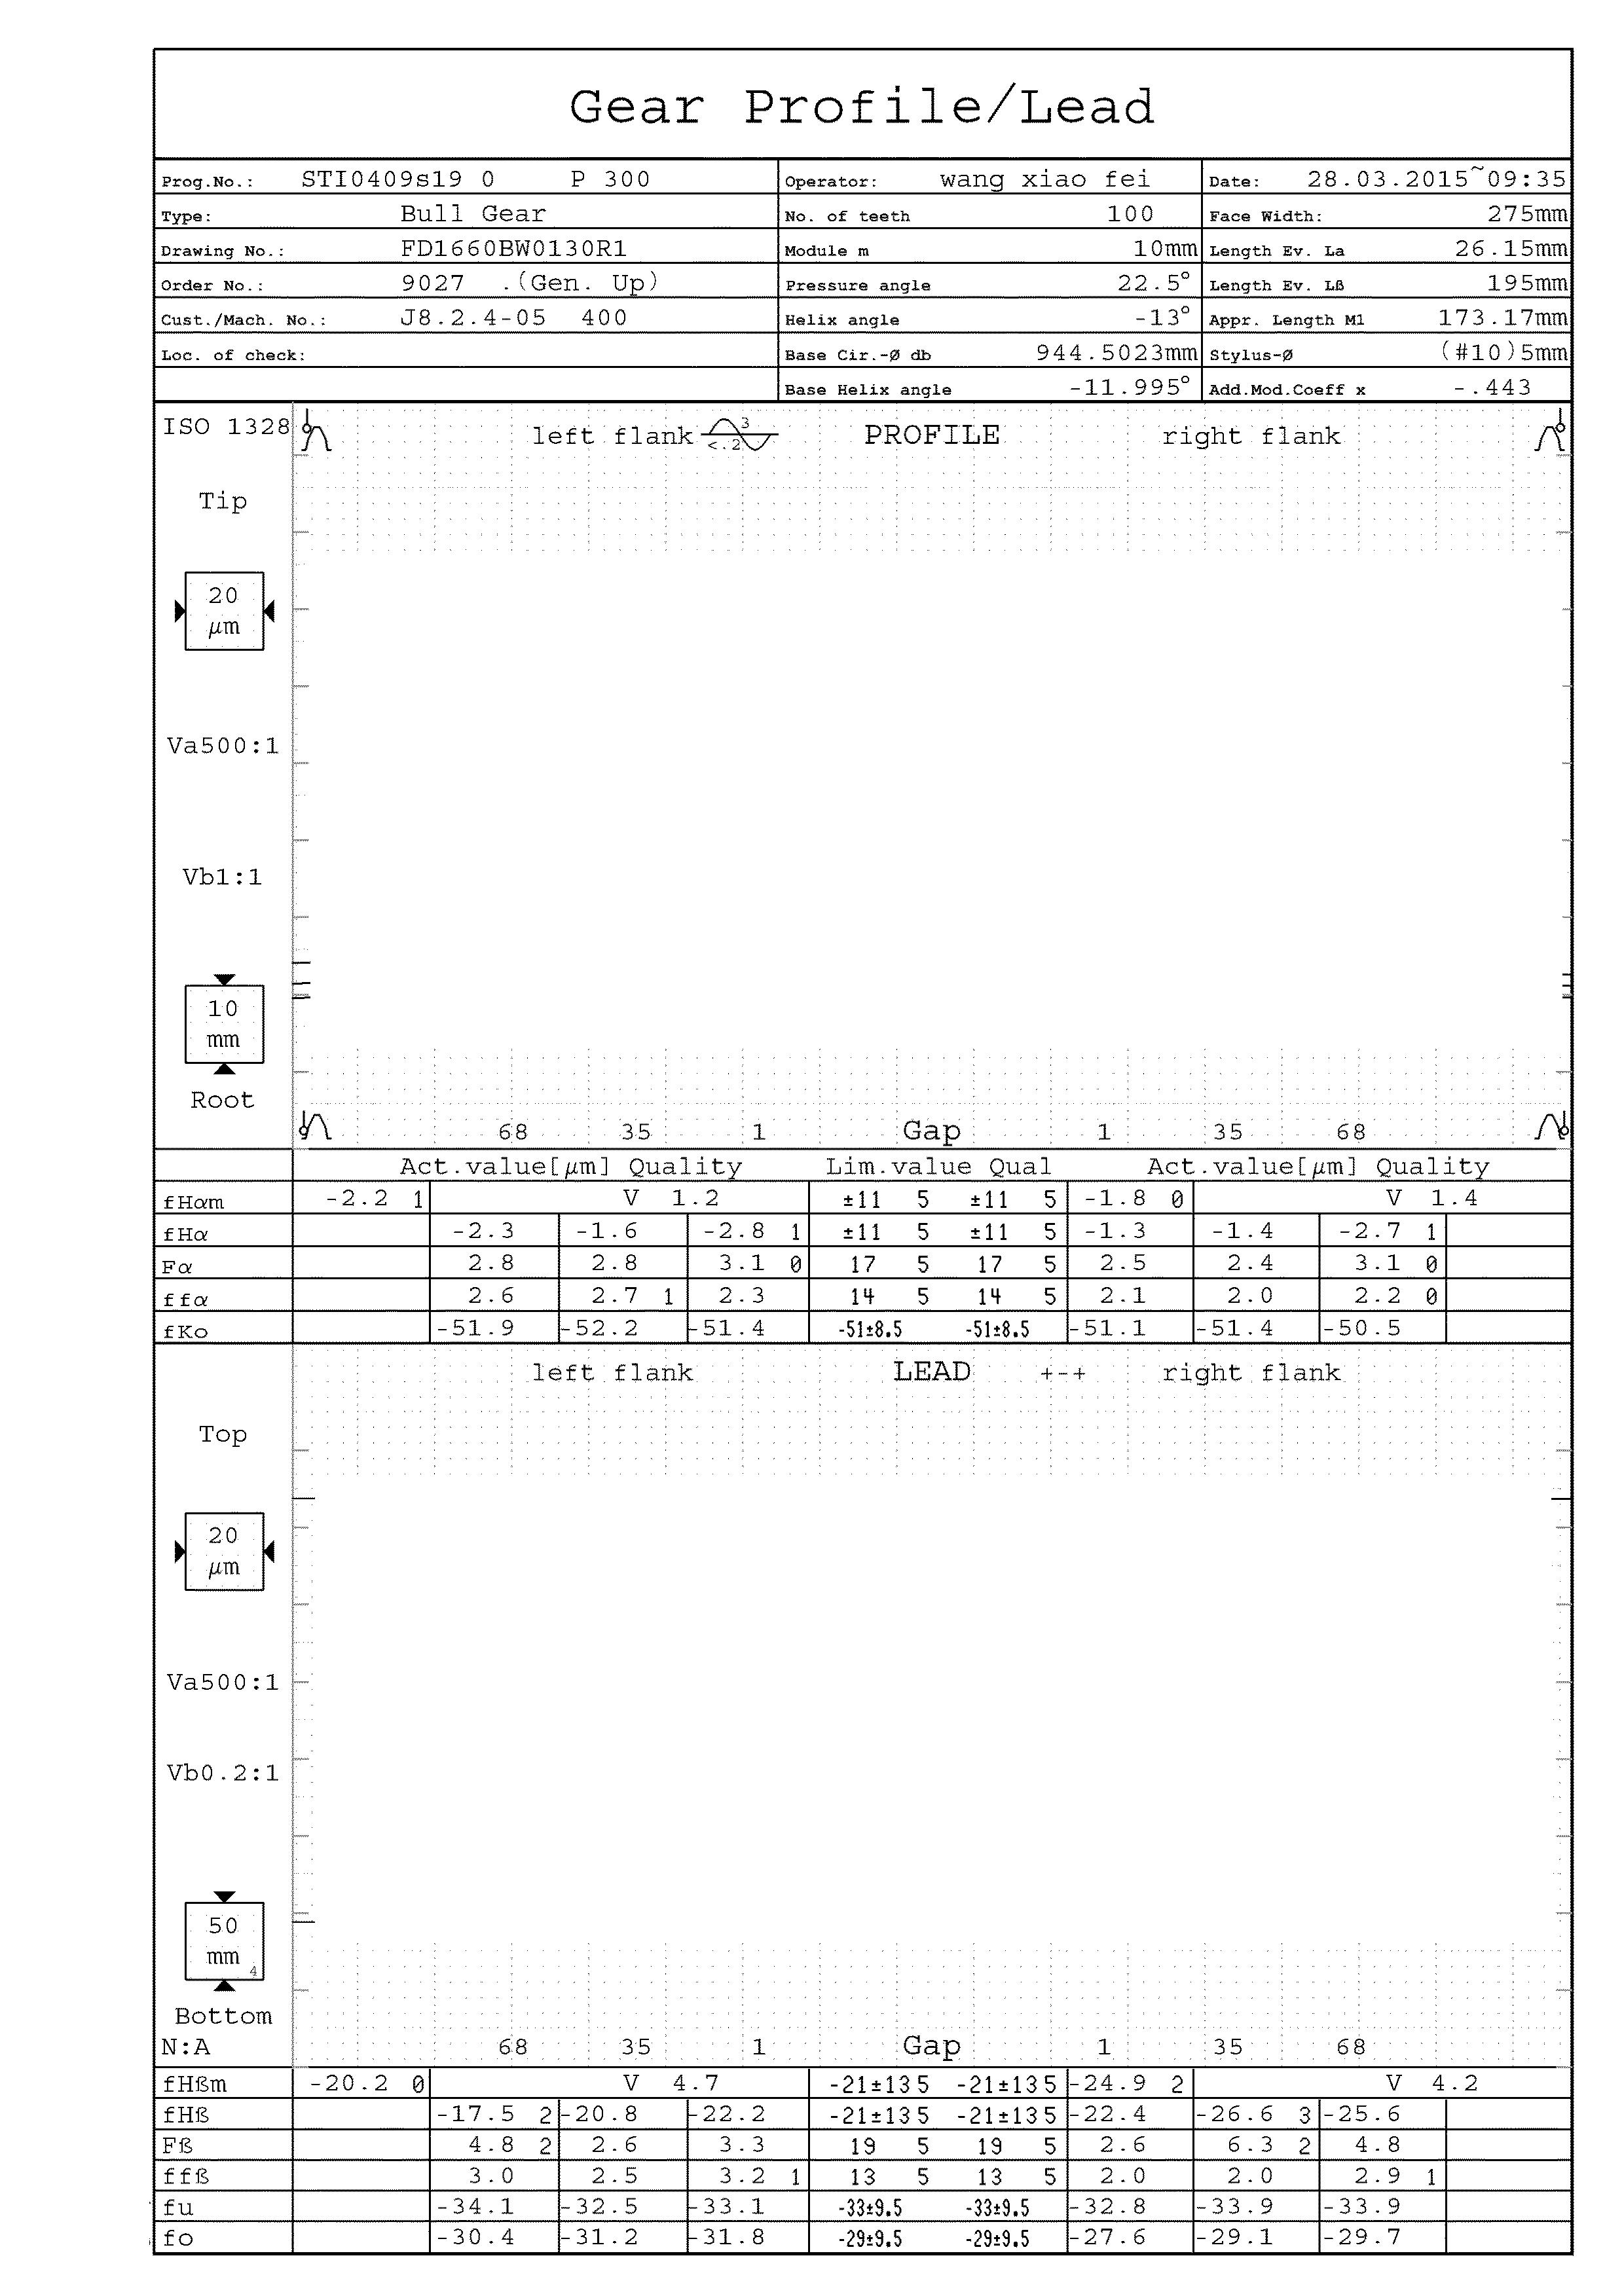 Gear Profile/Lead
Prog.No.: STI0409s19 0 P 300 Operator: wang xiao fei Date: 28.03.2015~09:35
Type: Bull Gear No. of teeth 100 Face Width: 275mm
Drawing No.: FD1660BW0130R1 Module m 10mm Length Ev. La 26.15mm
Order No.: 9027 .(Gen. Up) Pressure angle 22.5° Length Ev. Lß 195mm
Cust./Mach. No.: J8.2.4-05 400 Helix angle -13° Appr. Length M1 173.17mm
Loc. of check: Base Cir.-Ø db 944.5023mm Stylus-Ø (#10)5mm
Base Helix angle -11.995° Add.Mod.Coeff x -.443
ISO 1328 left flank 3 <.2 PROFILE right flank
Tip
20
µm
Va500:1
Vb1:1
10
mm
Root
68 35 1 Gap 1 35 68
Act.value[µm] Quality Lim.value Qual Act.value[µm] Quality
fHαm -2.2 1 V 1.2 ±11 5 ±11 5 -1.8 0 V 1.4
fHα -2.3 -1.6 -2.8 1 ±11 5 ±11 5 -1.3 -1.4 -2.7 1
Fα 2.8 2.8 3.1 0 17 5 17 5 2.5 2.4 3.1 0
ffα 2.6 2.7 1 2.3 14 5 14 5 2.1 2.0 2.2 0
fKo -51.9 -52.2 -51.4 -51±8.5 -51±8.5 -51.1 -51.4 -50.5
left flank LEAD +-+ right flank
Top
20
µm
Va500:1
Vb0.2:1
50
mm
4
Bottom
N:A 68 35 1 Gap 1 35 68
fHßm -20.2 0 V 4.7 -21±13 5 -21±13 5 -24.9 2 V 4.2
fHß -17.5 2 -20.8 -22.2 -21±13 5 -21±13 5 -22.4 -26.6 3 -25.6
Fß 4.8 2 2.6 3.3 19 5 19 5 2.6 6.3 2 4.8
ffß 3.0 2.5 3.2 1 13 5 13 5 2.0 2.0 2.9 1
fu -34.1 -32.5 -33.1 -33±9.5 -33±9.5 -32.8 -33.9 -33.9
fo -30.4 -31.2 -31.8 -29±9.5 -29±9.5 -27.6 -29.1 -29.7